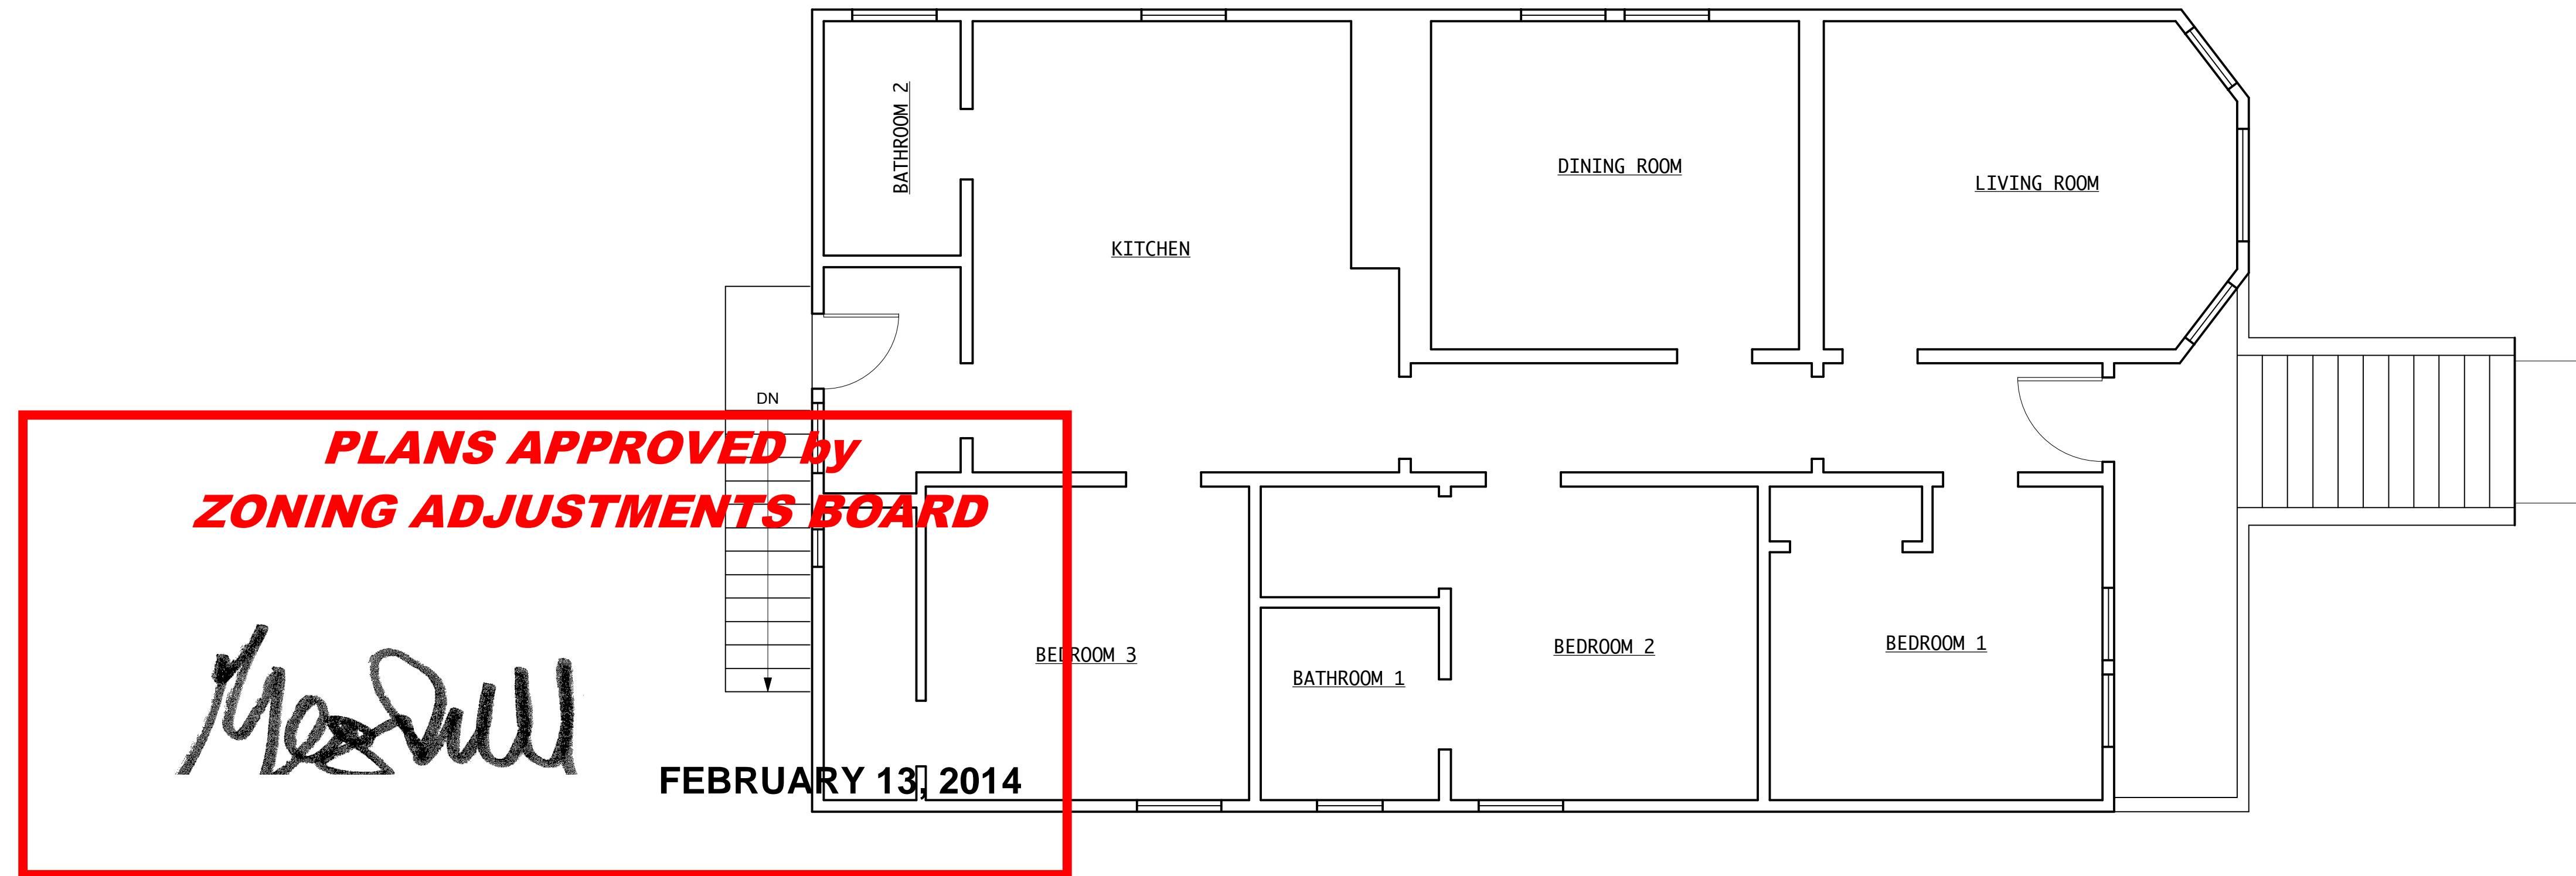 BATHROOM 2
DINING ROOM
LIVING ROOM
KITCHEN
DN
PLANS APPROVED by
ZONING ADJUSTMENTS BOARD
BEDROOM 3
BATHROOM 1
BEDROOM 2
BEDROOM 1
FEBRUARY 13, 2014